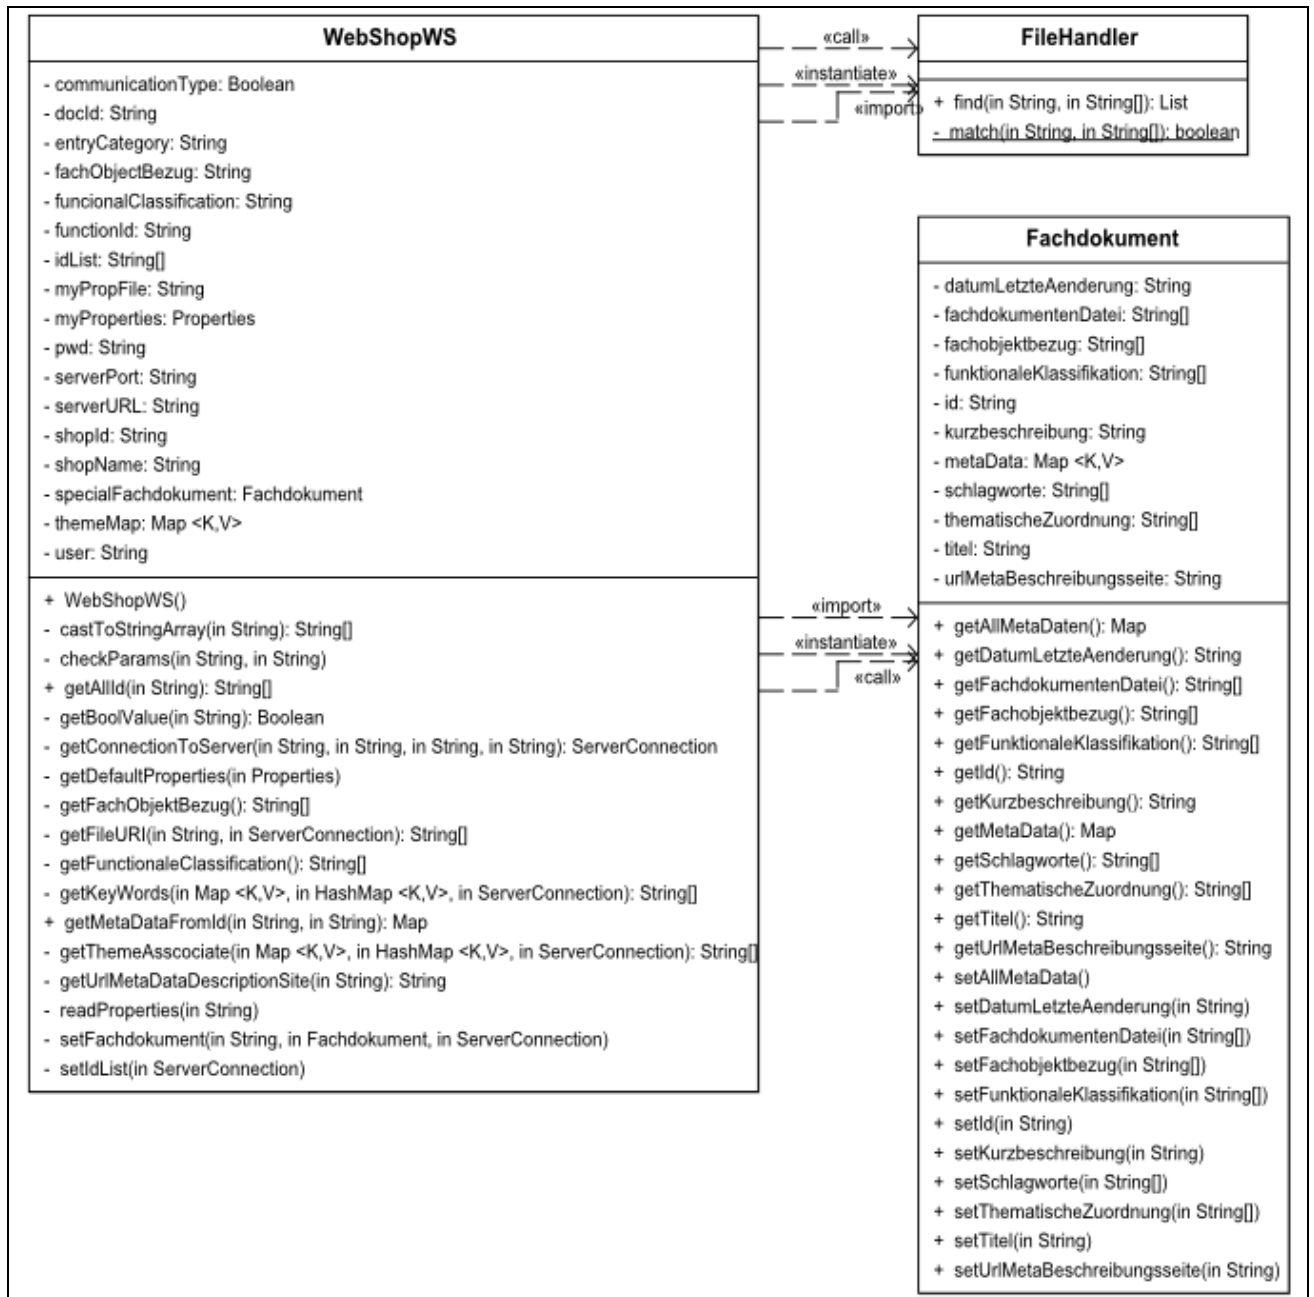 WebShopWS
- communicationType: Boolean
- docId: String
- entryCategory: String
- fachObjectBezug: String
- funcionalClassification: String
- functionId: String
- idList: String[]
- myPropFile: String
- myProperties: Properties
- pwd: String
- serverPort: String
- serverURL: String
- shopId: String
- shopName: String
- specialFachdokument: Fachdokument
- themeMap: Map <K,V>
- user: String
+ WebShopWS()
- castToStringArray(in String): String[]
- checkParams(in String, in String)
+ getAllId(in String): String[]
- getBoolValue(in String): Boolean
- getConnectionToServer(in String, in String, in String, in String): ServerConnection
- getDefaultProperties(in Properties)
- getFachObjektBezug(): String[]
- getFileURI(in String, in ServerConnection): String[]
- getFunctionaleClassification(): String[]
- getKeyWords(in Map <K,V>, in HashMap <K,V>, in ServerConnection): String[]
+ getMetaDataFromId(in String, in String): Map
- getThemeAsscociate(in Map <K,V>, in HashMap <K,V>, in ServerConnection): String[]
- getUrlMetaDataDescriptionSite(in String): String
- readProperties(in String)
- setFachdokument(in String, in Fachdokument, in ServerConnection)
- setIdList(in ServerConnection)
«call»
«instantiate»
«import»
FileHandler
+ find(in String, in String[]): List
- match(in String, in String[]): boolean
«import»
«instantiate»
«call»
Fachdokument
- datumLetzteAenderung: String
- fachdokumentenDatei: String[]
- fachobjektbezug: String[]
- funktionaleKlassifikation: String[]
- id: String
- kurzbeschreibung: String
- metaData: Map <K,V>
- schlagworte: String[]
- thematischeZuordnung: String[]
- titel: String
- urlMetaBeschreibungsseite: String
+ getAllMetaDaten(): Map
+ getDatumLetzteAenderung(): String
+ getFachdokumentenDatei(): String[]
+ getFachobjektbezug(): String[]
+ getFunktionaleKlassifikation(): String[]
+ getId(): String
+ getKurzbeschreibung(): String
+ getMetaData(): Map
+ getSchlagworte(): String[]
+ getThematischeZuordnung(): String[]
+ getTitel(): String
+ getUrlMetaBeschreibungsseite(): String
+ setAllMetaData()
+ setDatumLetzteAenderung(in String)
+ setFachdokumentenDatei(in String[])
+ setFachobjektbezug(in String[])
+ setFunktionaleKlassifikation(in String[])
+ setId(in String)
+ setKurzbeschreibung(in String)
+ setSchlagworte(in String[])
+ setThematischeZuordnung(in String[])
+ setTitel(in String)
+ setUrlMetaBeschreibungsseite(in String)